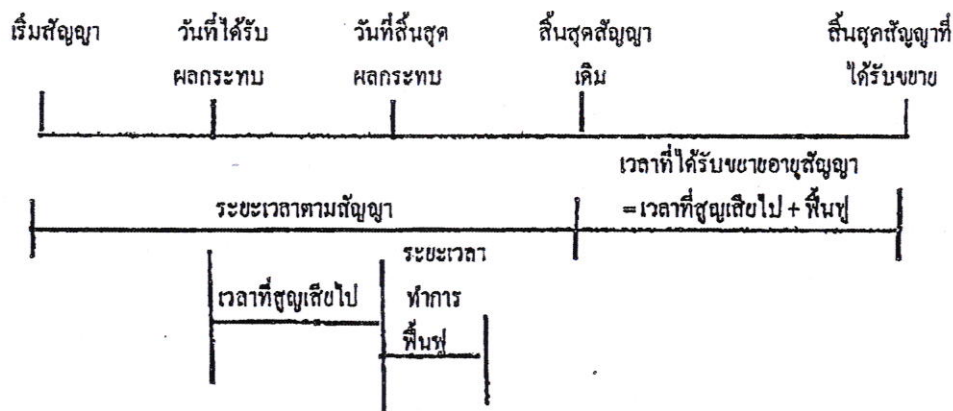 เริ่มสัญญา
วันที่ได้รับ
ผลกระทบ
วันที่สิ้นสุด
ผลกระทบ
สิ้นสุดสัญญา
เดิม
สิ้นสุดสัญญาที่
ได้รับขยาย
เวลาที่ได้รับขยายอายุสัญญา
=เวลาที่สูญเสียไป + ฟื้นฟู
ระยะเวลาตามสัญญา
เวลาที่สูญเสียไป
ระยะเวลา
ทำการ
ฟื้นฟู